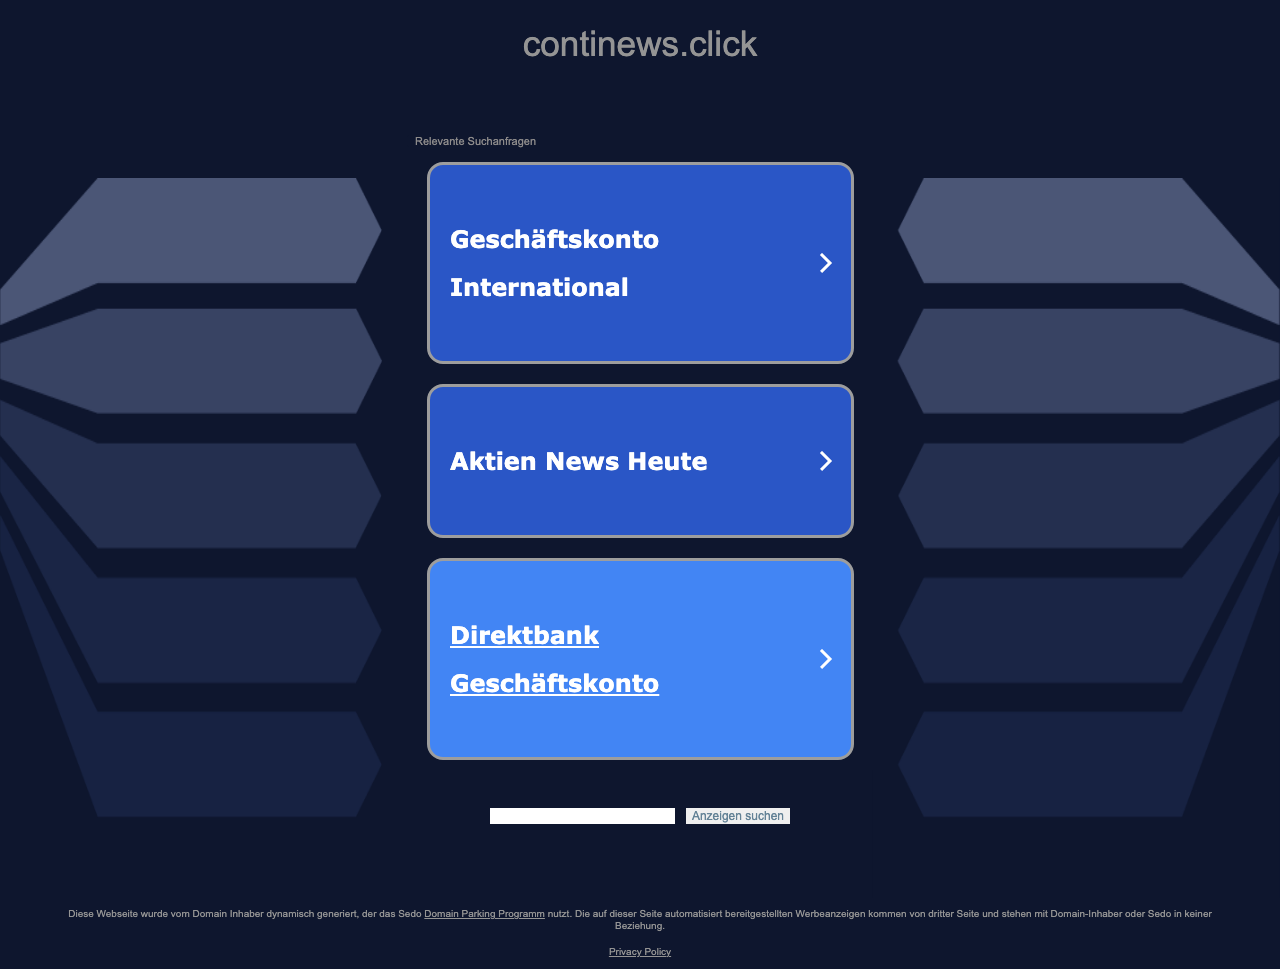 continews.click
Relevante Suchanfragen
Geschäftskonto
International
Aktien News Heute
Direktbank
Geschäftskonto
Anzeigen suchen
Diese Webseite wurde vom Domain Inhaber dynamisch generiert, der das Sedo Domain Parking Programm nutzt. Die auf dieser Seite automatisiert bereitgestellten Werbeanzeigen kommen von dritter Seite und stehen mit Domain-Inhaber oder Sedo in keiner
Beziehung.
Privacy Policy